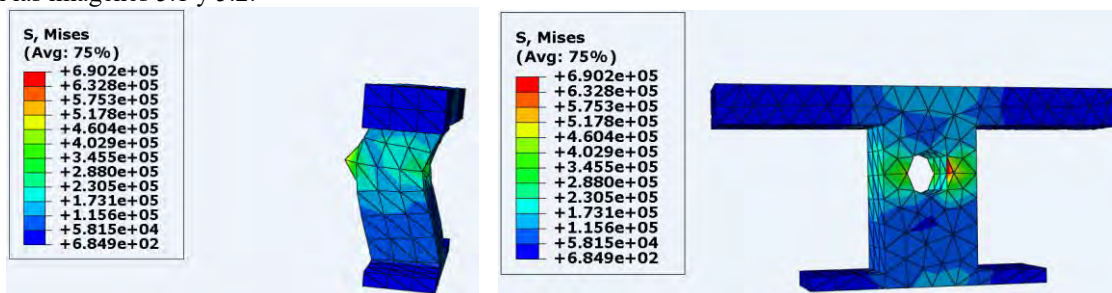 las imágenes y
S, Mises
(Avg: 75%)
+6.902e+05
+6.328e+05
+5.753e+05
+5.178e+05
+4.604e+05
+4.029e+05
+3.455e+05
+2.880e+05
+2.305e+05
+1.731e+05
+1.156e+05
+5.814e+04
+6.849e+02
S, Mises
(Avg: 75%)
+6.902e+05
+6.328e+05
+5.753e+05
+5.178e+05
+4.604e+05
+4.029e+05
+3.455e+05
+2.880e+05
+2.305e+05
+1.731e+05
+1.156e+05
+5.815e+04
+6.849e+02